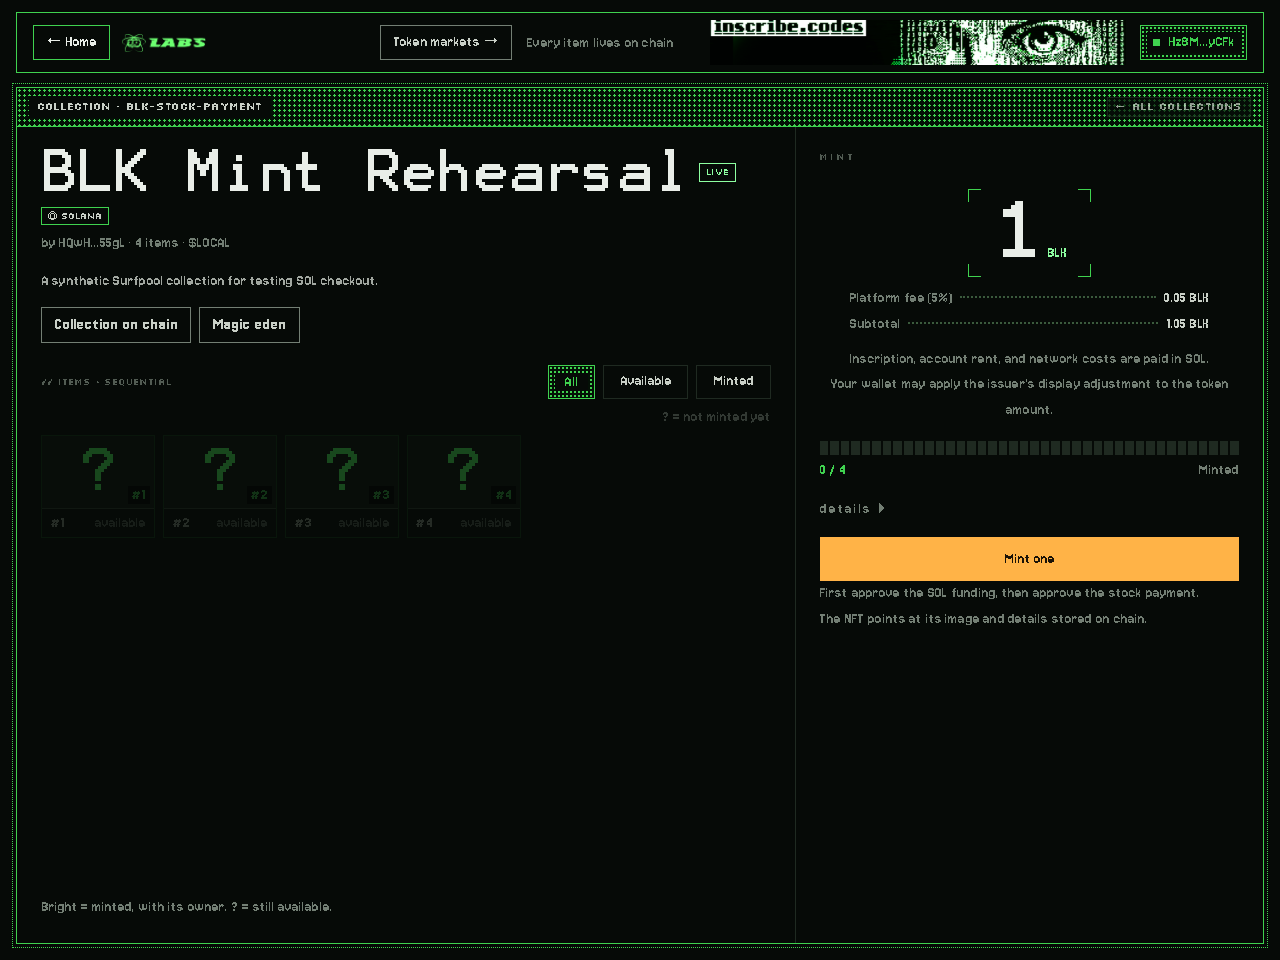 ← Home
LABS
Token markets →
Every item lives on chain
inscribe.codes
HzBM...yCFk
COLLECTION · BLK-STOCK-PAYMENT
← ALL COLLECTIONS
BLK Mint Rehearsal
LIVE
SOLANA
by HQwH...55gL · 4 items · $LOCAL
A synthetic Surfpool collection for testing SOL checkout.
Collection on chain
Magic eden
// ITEMS · SEQUENTIAL
All
Available
Minted
? = not minted yet
? #1
? #2
? #3
? #4
#1 available
#2 available
#3 available
#4 available
Bright = minted, with its owner. ? = still available.
MINT
1 BLK
Platform fee (5%) 0.05 BLK
Subtotal 1.05 BLK
Inscription, account rent, and network costs are paid in SOL.
Your wallet may apply the issuer's display adjustment to the token
amount.
0 / 4
Minted
details
Mint one
First approve the SOL funding, then approve the stock payment.
The NFT points at its image and details stored on chain.